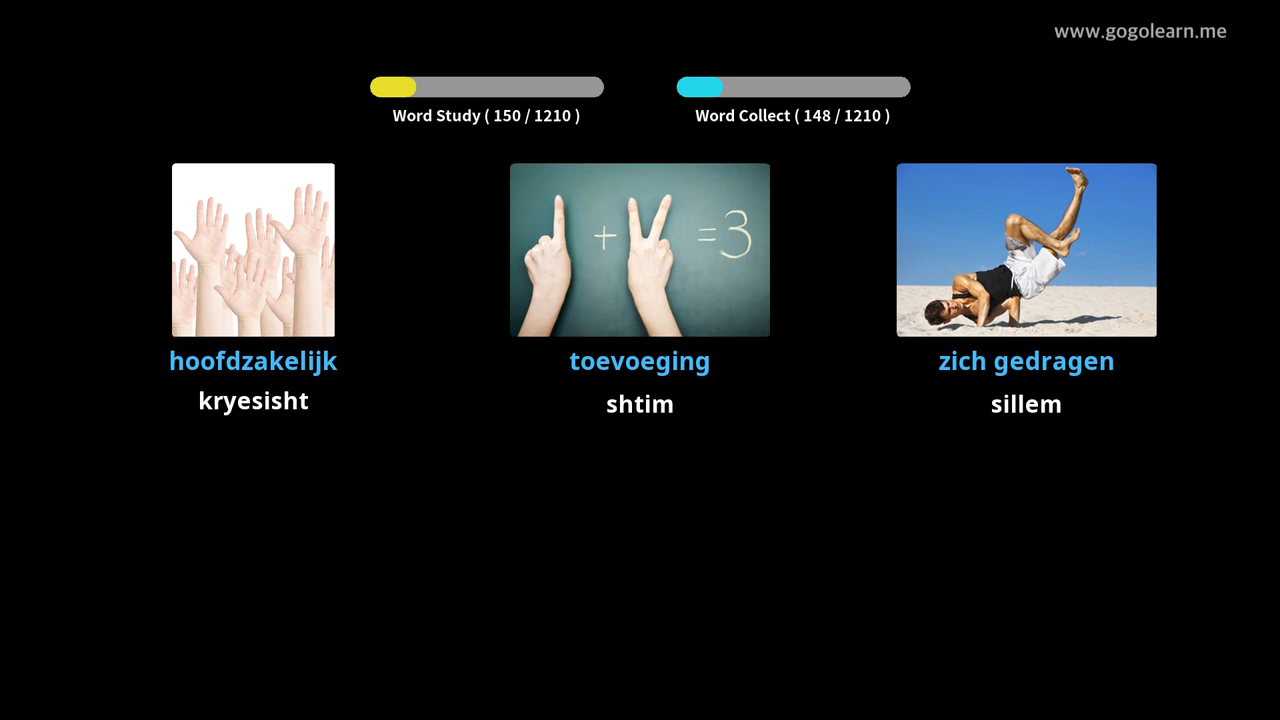 www.gogolearn.me
Word Study ( 150 / 1210 )
Word Collect ( 148 / 1210 )
+ =3
hoofdzakelijk
toevoeging
zich gedragen
kryesisht
shtim
sillem